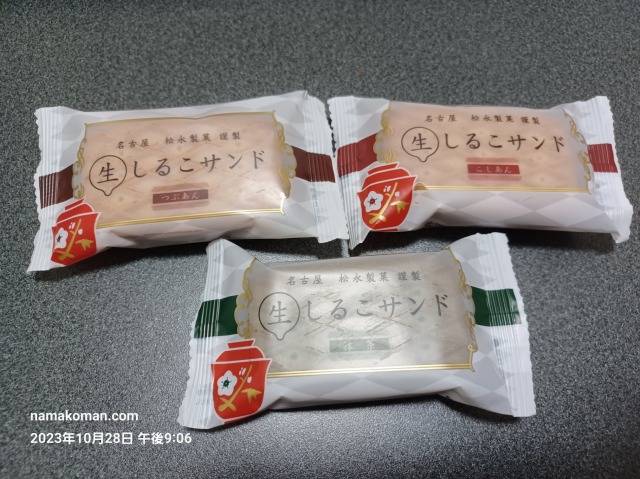 名古屋 松永製菓 謹製
生しるこサンド
つぶあん
名古屋 松永製菓 謹製
生しるこサンド
こしあん
名古屋 松永製菓 謹製
生しるこサンド
抹茶
namakoman.com
2023年10月28日 午後9:06